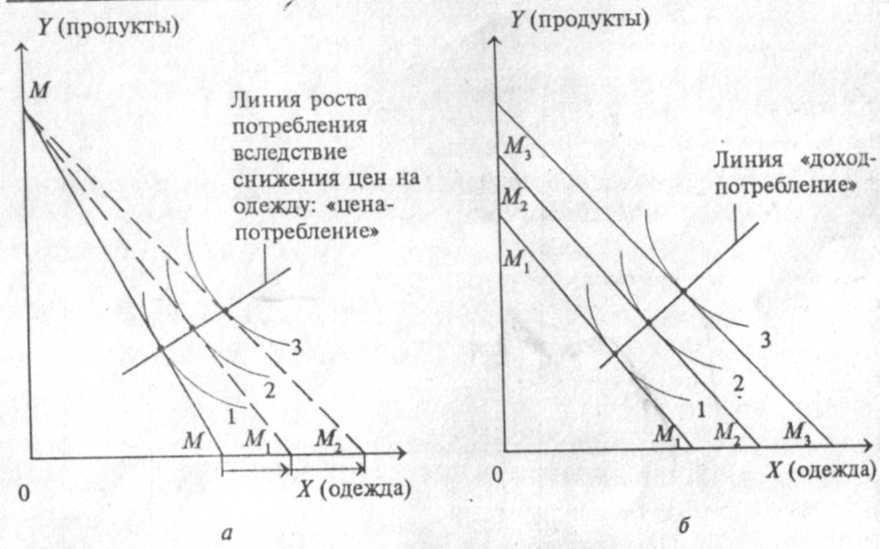 Y (продукты)
M
Линия роста
потребления
вследствие
снижения цен на
одежду: «цена-
потребление»
3
2
1
M M₁ M₂
0
X (одежда)
а
Y (продукты)
M₃
M₂
M₁
Линия «доход-
потребление»
3
2
1
M₁ M₂ M₃
0
X (одежда)
б